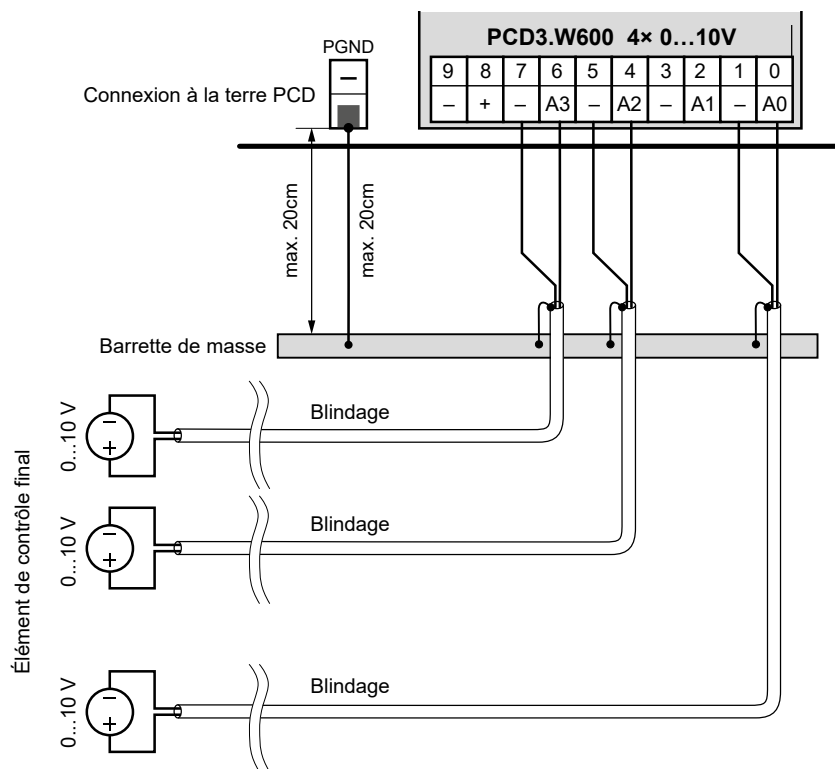 PCD3.W600 4× 0…10V
PGND
9 8 7 6 5 4 3 2 1 0
–
Connexion à la terre PCD
– + – A3 – A2 – A1 – A0
max. 20cm
max. 20cm
Barrette de masse
Élément de contrôle final
0…10 V
–
+
Blindage
0…10 V
–
+
Blindage
0…10 V
–
+
Blindage